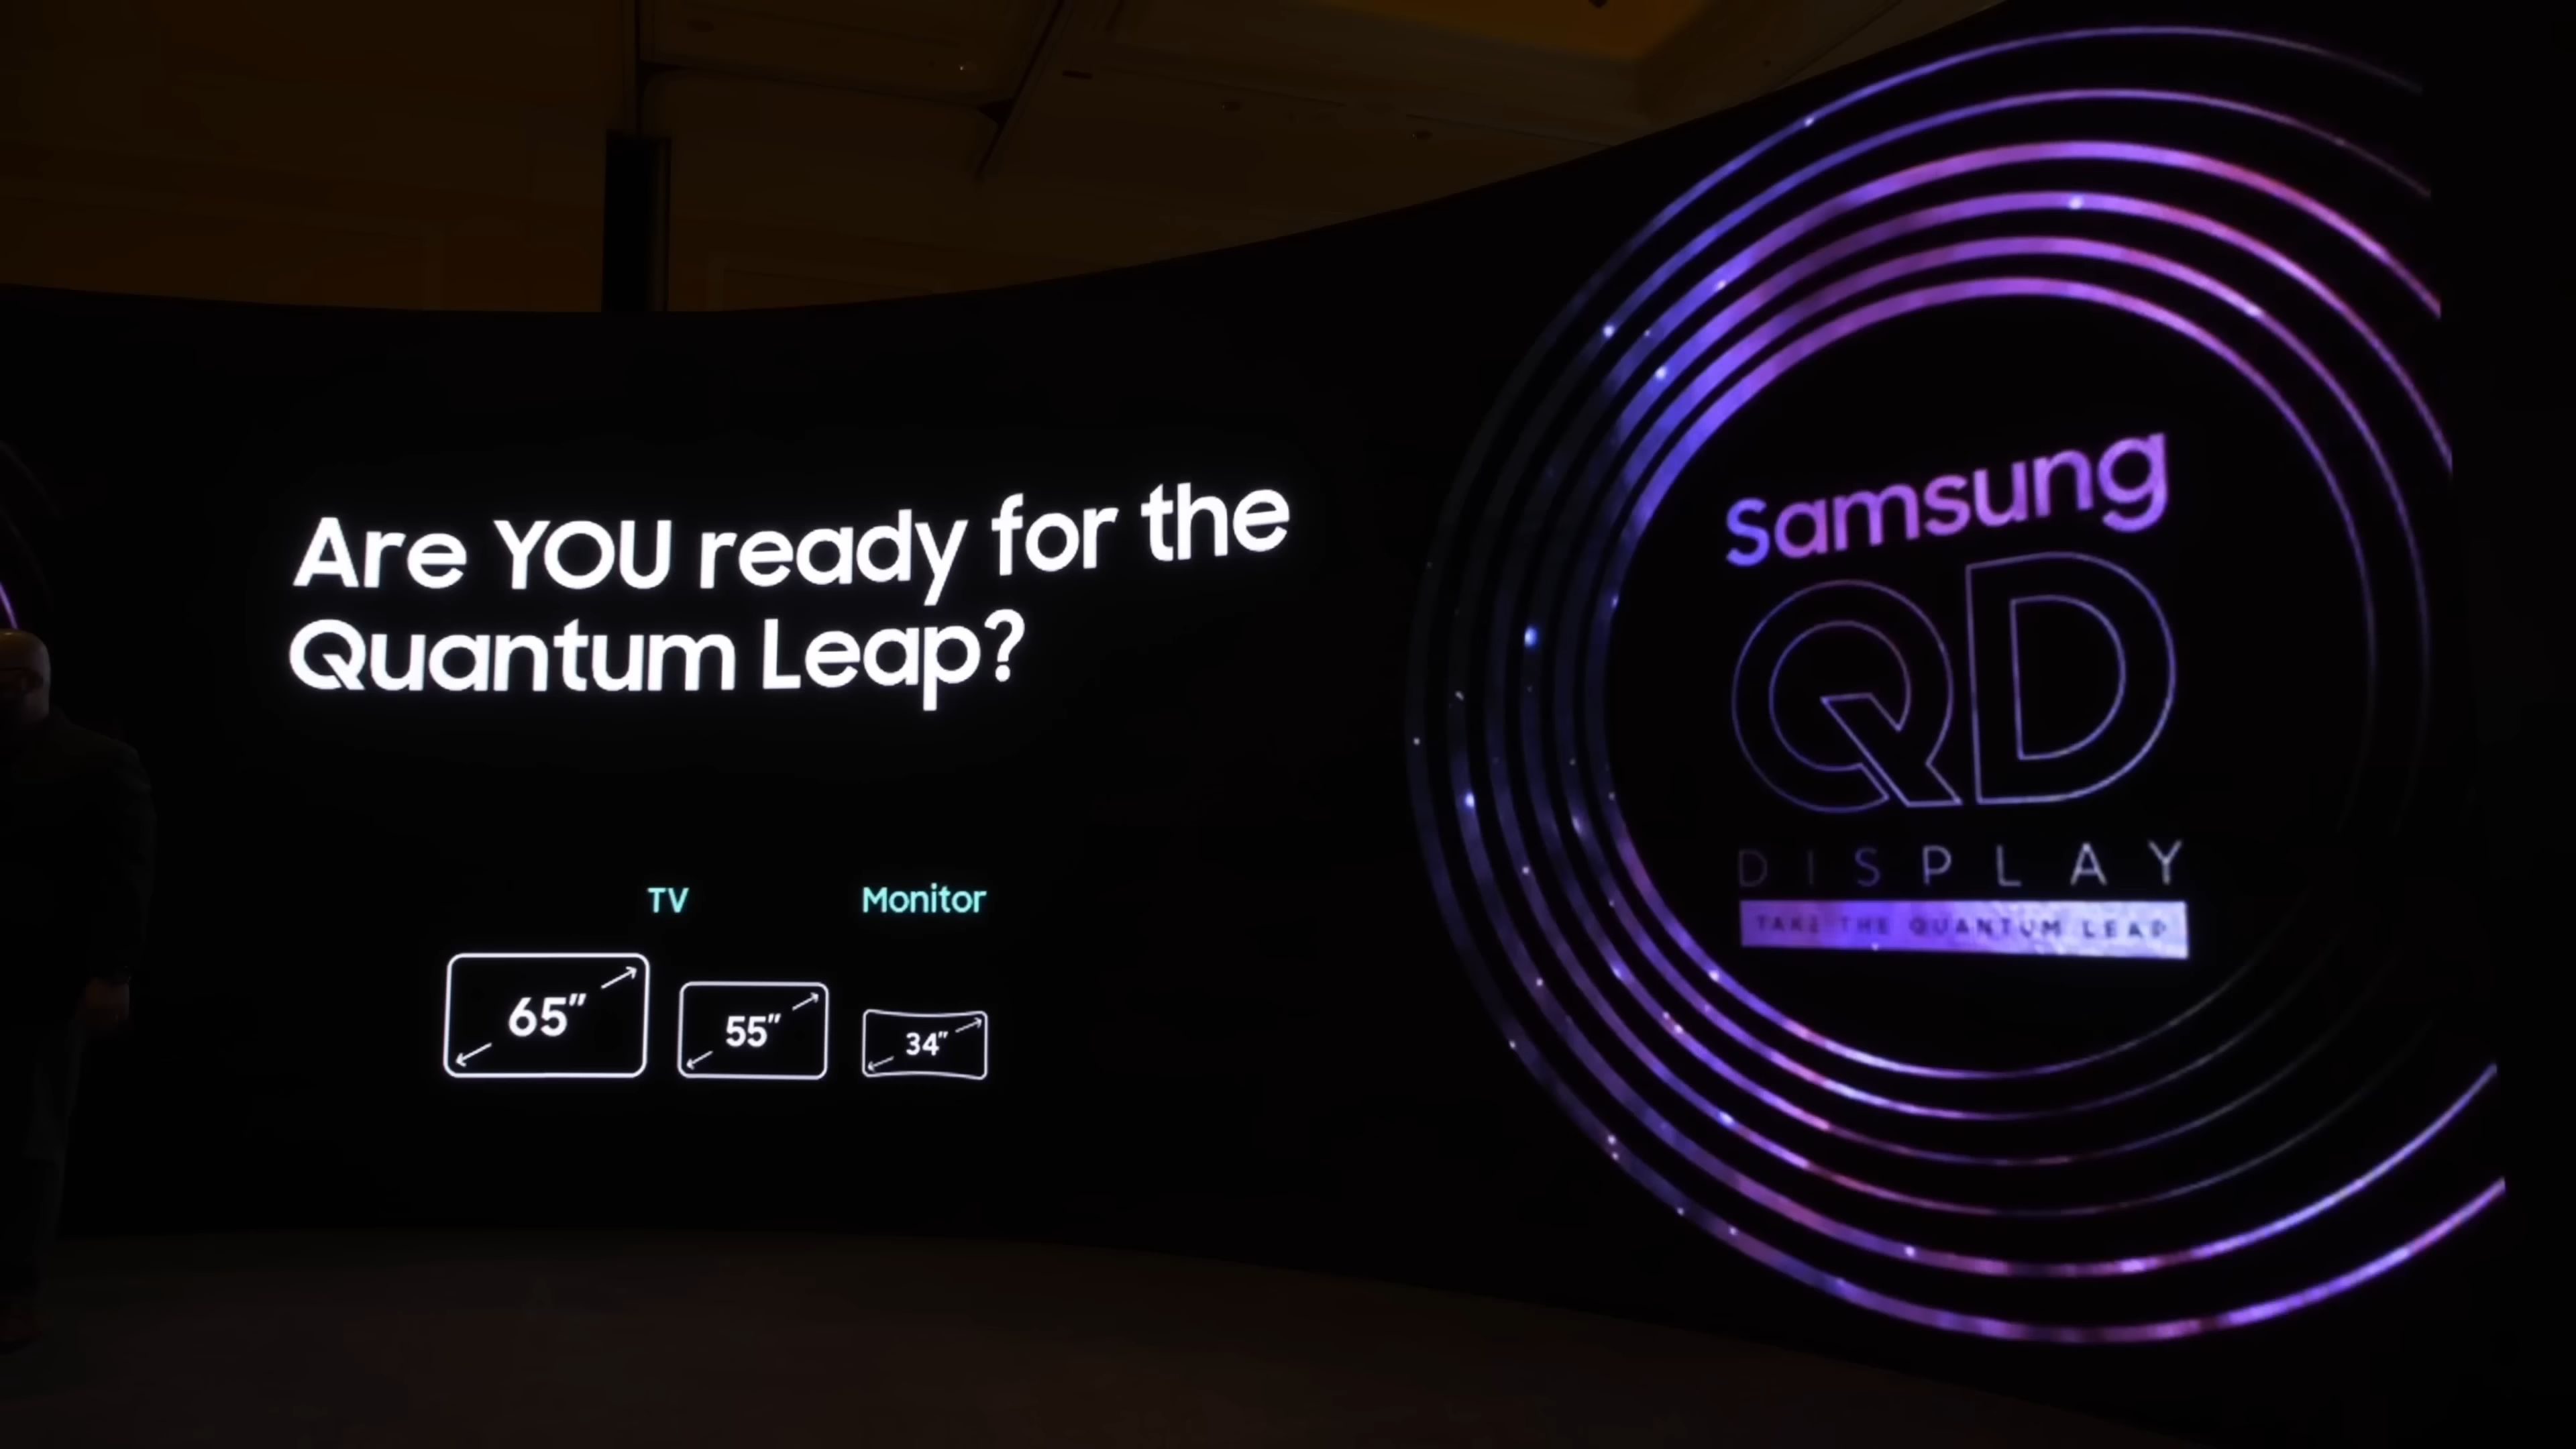 Are YOU ready for the
Quantum Leap?
TV
Monitor
65"
55"
34"
Samsung
QD
DISPLAY
TAKE THE QUANTUM LEAP